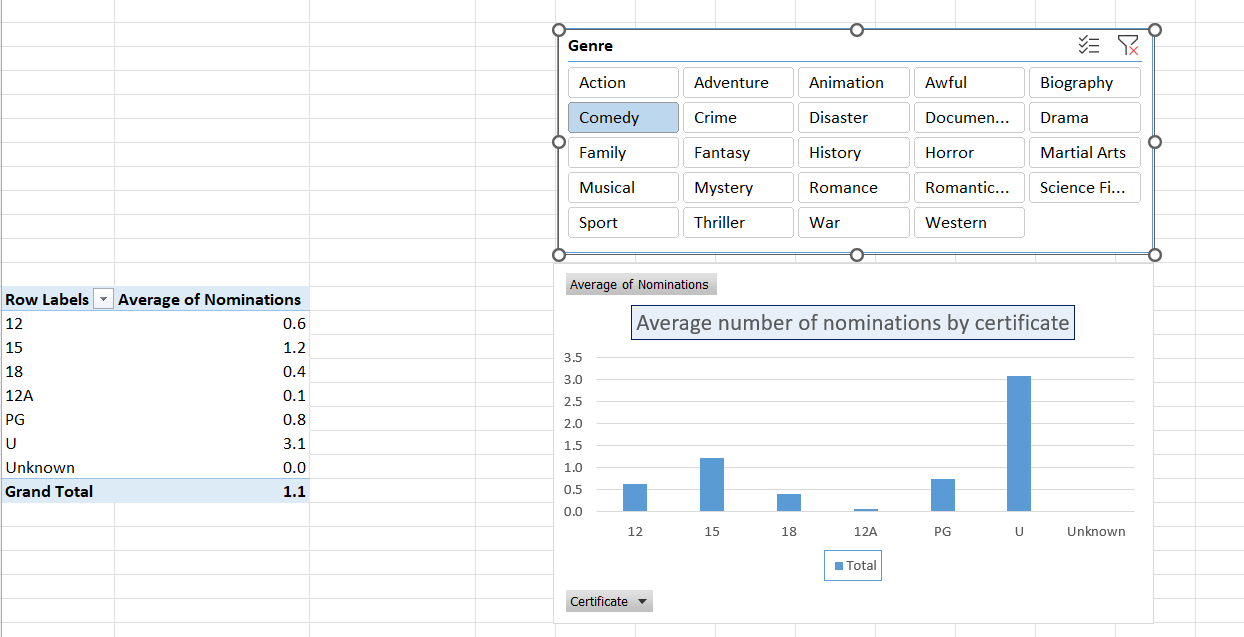 Genre
Action Adventure Animation Awful Biography
Comedy Crime Disaster Documen... Drama
Family Fantasy History Horror Martial Arts
Musical Mystery Romance Romantic... Science Fi...
Sport Thriller War Western
Row Labels Average of Nominations
12 0.6
15 1.2
18 0.4
12A 0.1
PG 0.8
U 3.1
Unknown 0.0
Grand Total 1.1
Average of Nominations
Average number of nominations by certificate
3.5
3.0
2.5
2.0
1.5
1.0
0.5
0.0
12 15 18 12A PG U Unknown
Total
Certificate